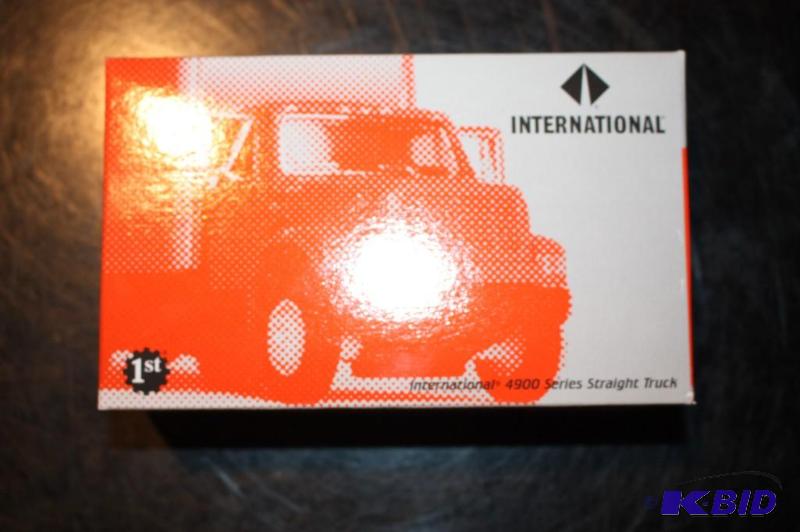 INTERNATIONAL
1st
International® 4900 Series Straight Truck
K-BID